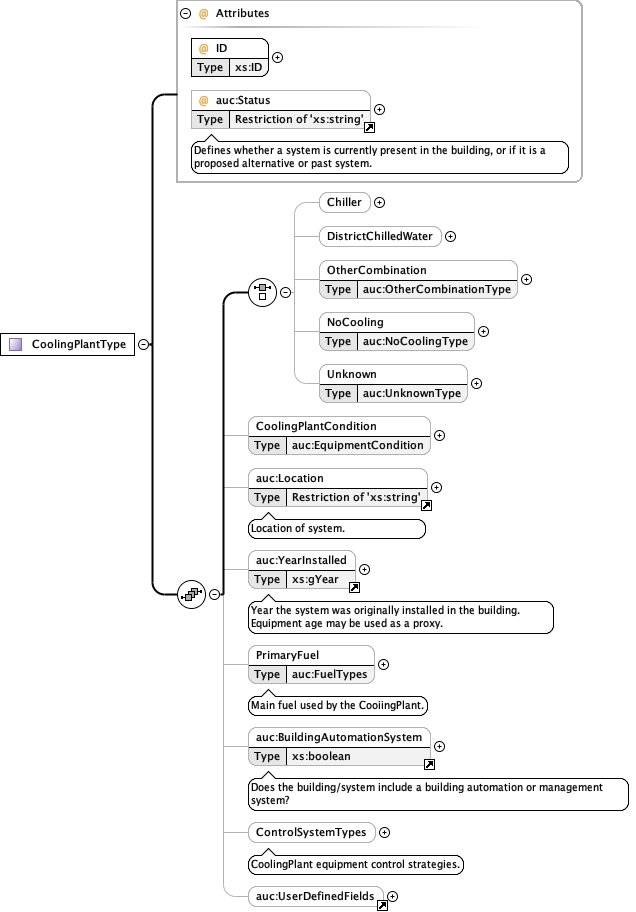 @ Attributes
@ ID
Type xs:ID
@ auc:Status
Type Restriction of 'xs:string'
Defines whether a system is currently present in the building, or if it is a
proposed alternative or past system.
Chiller
DistrictChilledWater
OtherCombination
Type auc:OtherCombinationType
NoCooling
Type auc:NoCoolingType
CoolingPlantType
Unknown
Type auc:UnknownType
CoolingPlantCondition
Type auc:EquipmentCondition
auc:Location
Type Restriction of 'xs:string'
Location of system.
auc:YearInstalled
Type xs:gYear
Year the system was originally installed in the building.
Equipment age may be used as a proxy.
PrimaryFuel
Type auc:FuelTypes
Main fuel used by the CooiingPlant.
auc:BuildingAutomationSystem
Type xs:boolean
Does the building/system include a building automation or management
system?
ControlSystemTypes
CoolingPlant equipment control strategies.
auc:UserDefinedFields